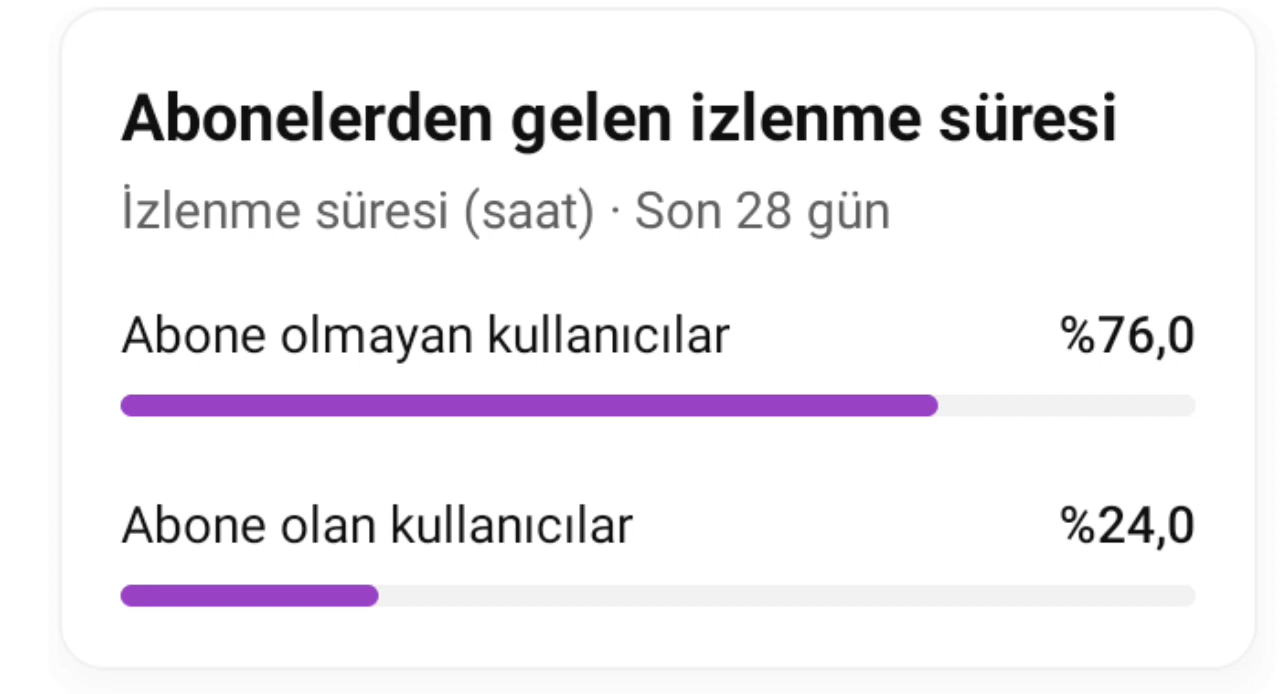 Abonelerden gelen izlenme süresi
İzlenme süresi (saat) · Son 28 gün
Abone olmayan kullanıcılar %76,0
Abone olan kullanıcılar %24,0